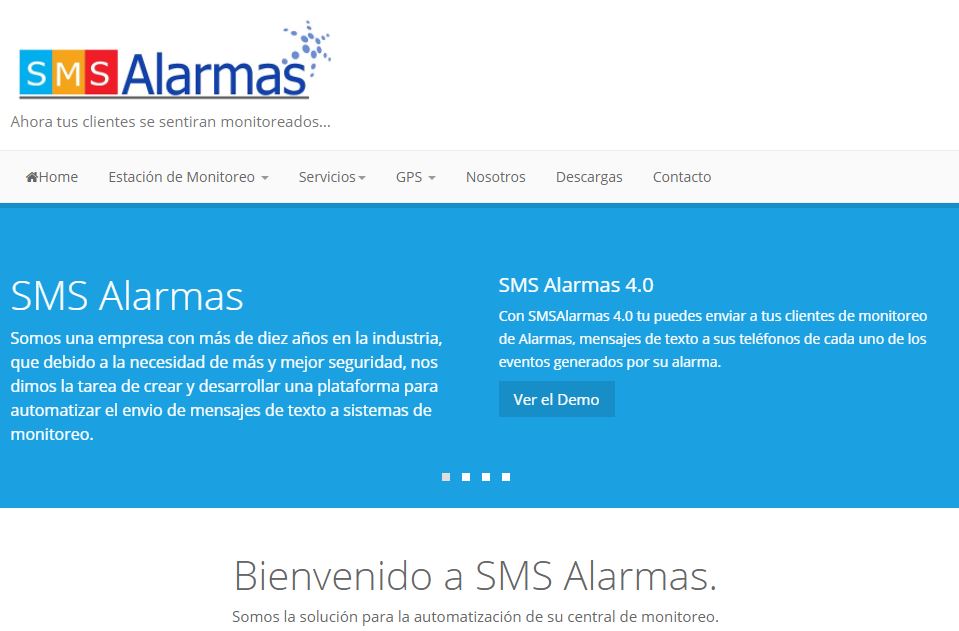 SMS Alarmas
Ahora tus clientes se sentiran monitoreados...
Home Estación de Monitoreo Servicios GPS Nosotros Descargas Contacto
SMS Alarmas
Somos una empresa con más de diez años en la industria,
que debido a la necesidad de más y mejor seguridad, nos
dimos la tarea de crear y desarrollar una plataforma para
automatizar el envio de mensajes de texto a sistemas de
monitoreo.
SMS Alarmas 4.0
Con SMSAlarmas 4.0 tu puedes enviar a tus clientes de monitoreo
de Alarmas, mensajes de texto a sus teléfonos de cada uno de los
eventos generados por su alarma.
Ver el Demo
Bienvenido a SMS Alarmas.
Somos la solución para la automatización de su central de monitoreo.